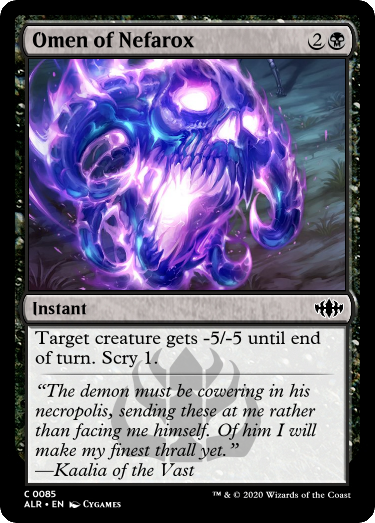 Omen of Nefarox 2
Instant
Target creature gets -5/-5 until end
of turn. Scry 1.
“The demon must be cowering in his
necropolis, sending these at me rather
than facing me himself. Of him I will
make my finest thrall yet.”
—Kaalia of the Vast
C 0085
ALR • EN CYGAMES
™ & © 2020 Wizards of the Coast